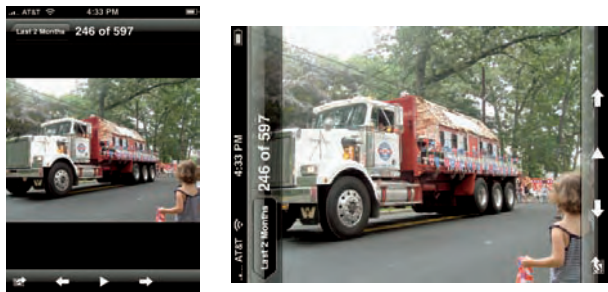 AT&T 4:33 PM
Last 2 Months 246 of 597
4:33 PM
AT&T
246 of 597
Last 2 Months